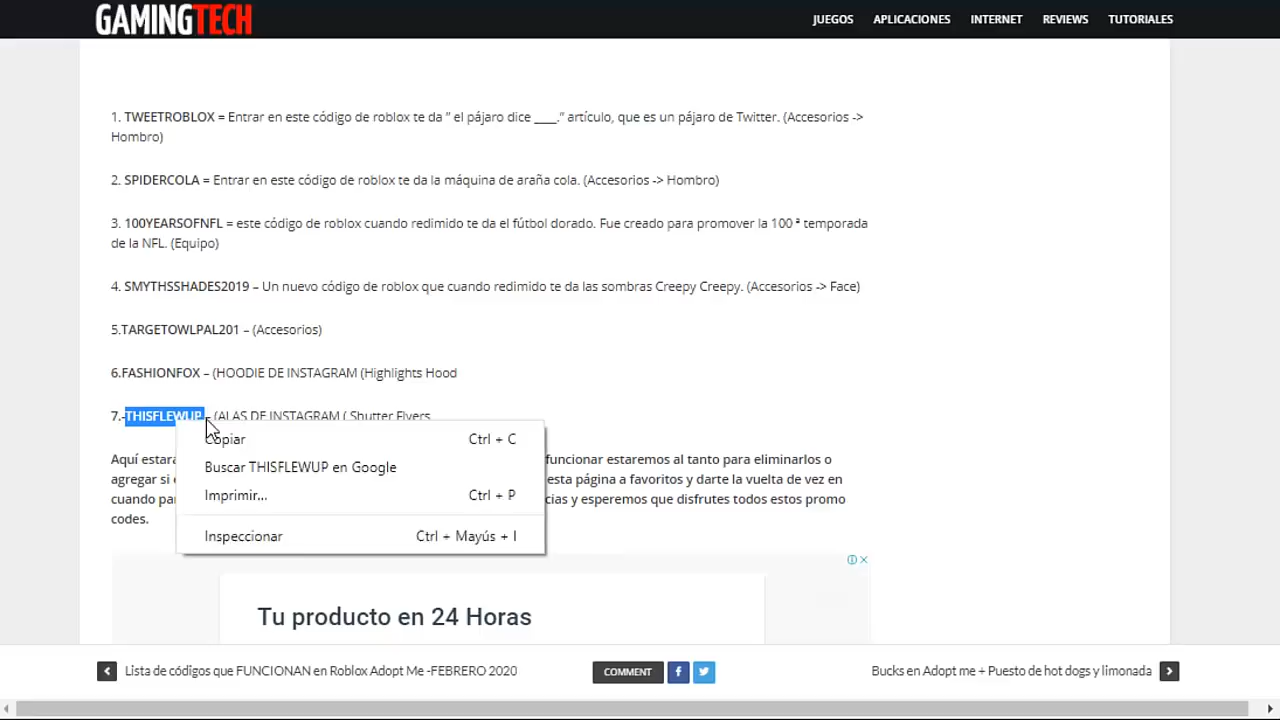 GAMINGTECH
JUEGOS APLICACIONES INTERNET REVIEWS TUTORIALES
1. TWEETROBLOX = Entrar en este código de roblox te da " el pájaro dice ____." artículo, que es un pájaro de Twitter. (Accesorios ->
Hombro)
2. SPIDERCOLA = Entrar en este código de roblox te da la máquina de araña cola. (Accesorios -> Hombro)
3. 100YEARSOFNFL = este código de roblox cuando redimido te da el fútbol dorado. Fue creado para promover la 100 ª temporada
de la NFL. (Equipo)
4. SMYTHSSHADES2019 – Un nuevo código de roblox que cuando redimido te da las sombras Creepy Creepy. (Accesorios -> Face)
5.TARGETOWLPAL201 – (Accesorios)
6.FASHIONFOX – (HOODIE DE INSTAGRAM (Highlights Hood
7.-THISFLEWUP – (ALAS DE INSTAGRAM ( Shutter Flyers
Copiar Ctrl + C
Buscar THISFLEWUP en Google
Imprimir... Ctrl + P
Inspeccionar Ctrl + Mayús + I
Aquí estara funcionar estaremos al tanto para eliminarlos o
agregar si esta página a favoritos y darte la vuelta de vez en
cuando pa cias y esperemos que disfrutes todos estos promo
codes.
Tu producto en 24 Horas
Lista de códigos que FUNCIONAN en Roblox Adopt Me -FEBRERO 2020
COMMENT
Bucks en Adopt me + Puesto de hot dogs y limonada